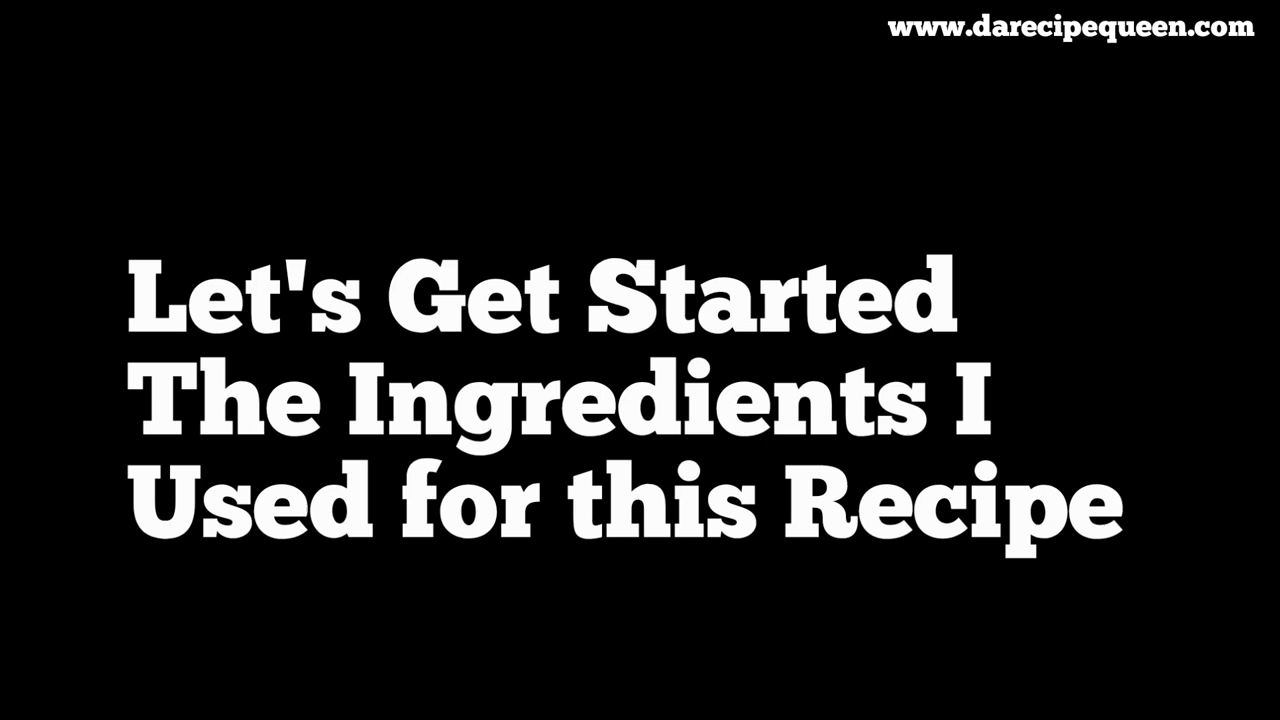 www.darecipequeen.com
Let's Get Started
The Ingredients I
Used for this Recipe